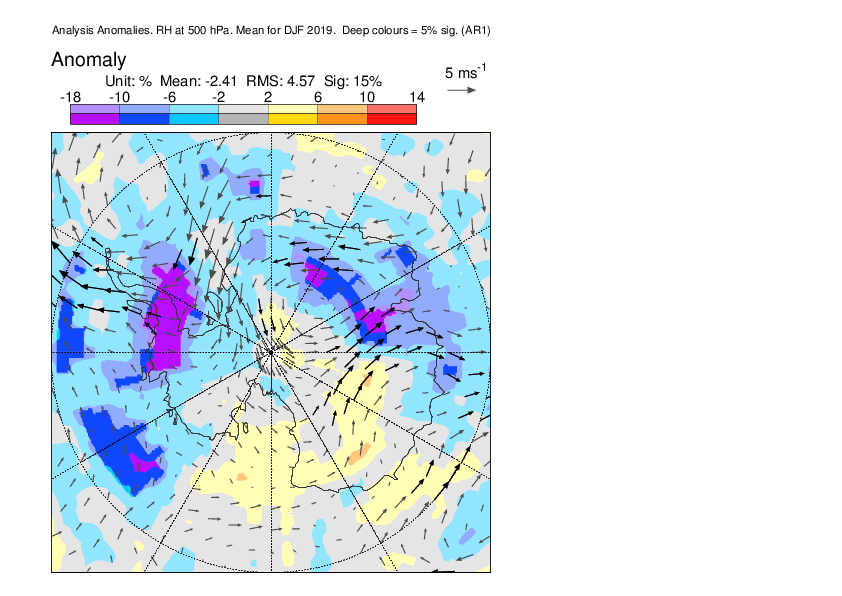 Analysis Anomalies. RH at 500 hPa. Mean for DJF 2019. Deep colours = 5% sig. (AR1)
Anomaly
5 ms-1
Unit: % Mean: -2.41 RMS: 4.57 Sig: 15%
-18 -10 -6 -2 2 6 10 14